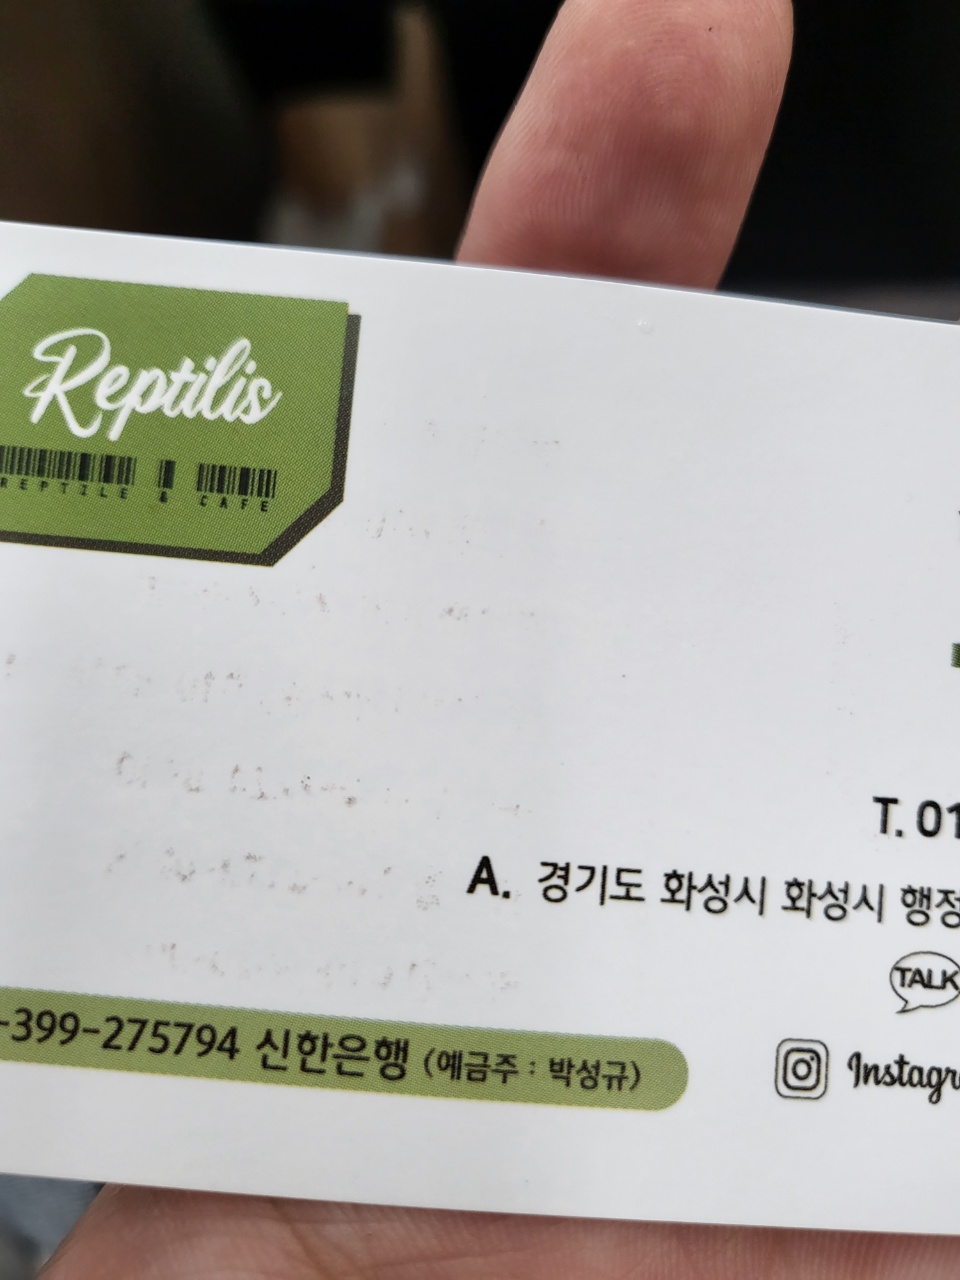 Reptilis
REPTILE & CAFE
T. 01
A. 경기도 화성시 화성시 행정
TALK
-399-275794 신한은행 (예금주 : 박성규)
Instagr